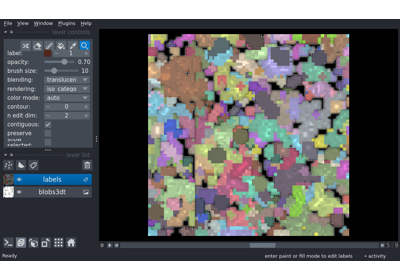 File View Window Plugins Help
layer controls
label: 1
opacity: 0.70
brush size: 10
blending: translucen
rendering: iso_catego
color mode: auto
contour: 0
n edit dim: 2
contiguous:
preserve
show
selected:
layer list
labels
blobs3dt
Ready
enter paint or fill mode to edit labels
activity